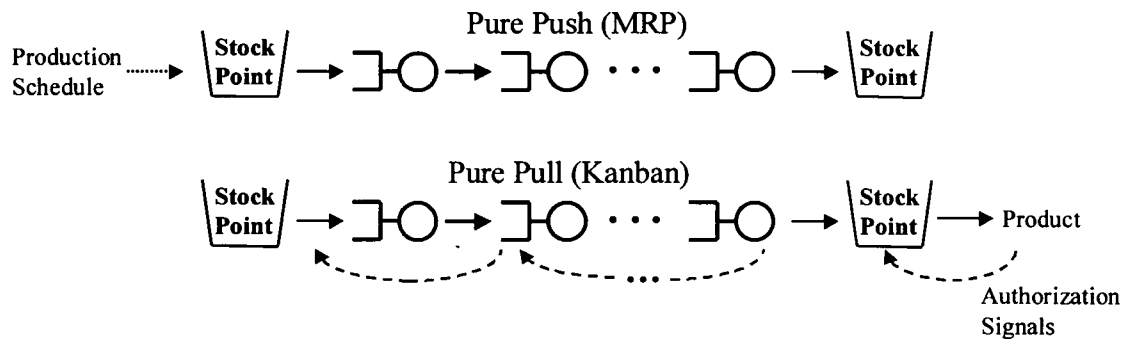 Pure Push (MRP)
Production
Schedule
Stock
Point
Stock
Point
Pure Pull (Kanban)
Stock
Point
Stock
Point
Product
Authorization
Signals